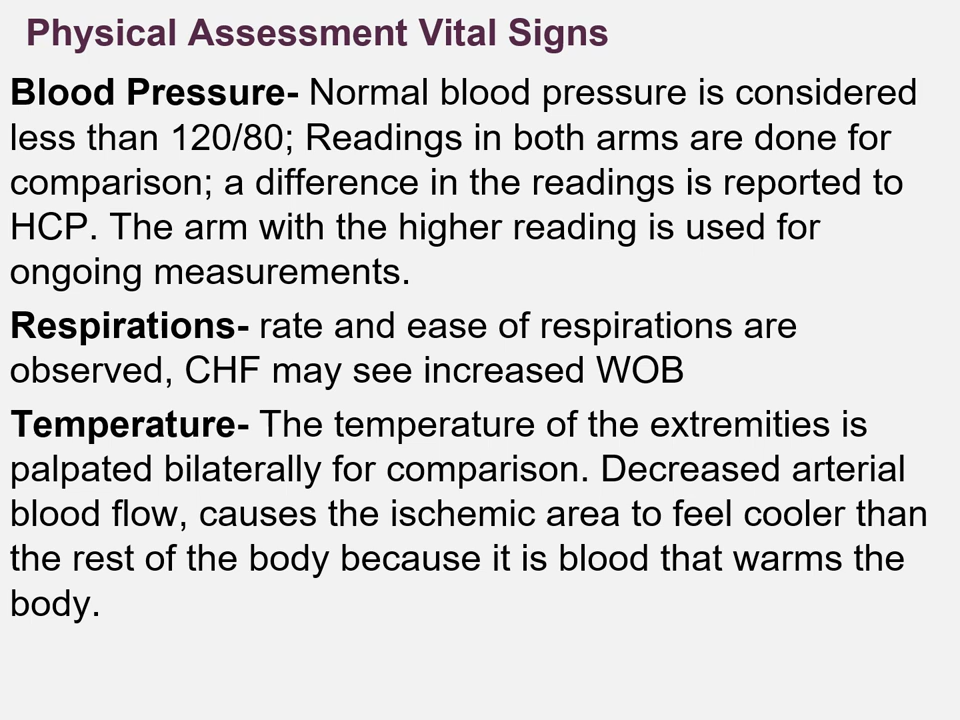 Physical Assessment Vital Signs
Blood Pressure- Normal blood pressure is considered
less than 120/80; Readings in both arms are done for
comparison; a difference in the readings is reported to
HCP. The arm with the higher reading is used for
ongoing measurements.
Respirations- rate and ease of respirations are
observed, CHF may see increased WOB
Temperature- The temperature of the extremities is
palpated bilaterally for comparison. Decreased arterial
blood flow, causes the ischemic area to feel cooler than
the rest of the body because it is blood that warms the
body.